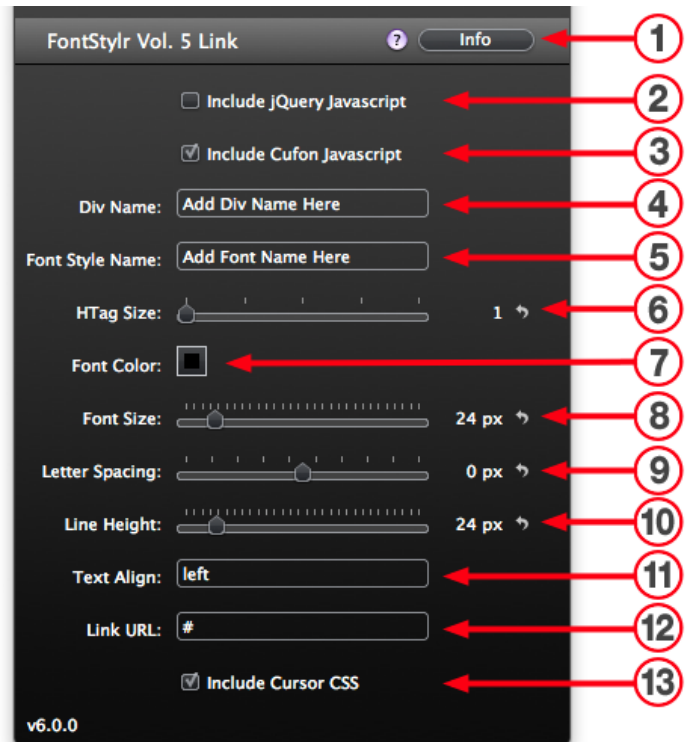 FontStylr Vol. 5 Link ? Info 1
Include jQuery Javascript 2
Include Cufon Javascript 3
Div Name: Add Div Name Here 4
Font Style Name: Add Font Name Here 5
HTag Size: 1 6
Font Color: 7
Font Size: 24 px 8
Letter Spacing: 0 px 9
Line Height: 24 px 10
Text Align: left 11
Link URL: # 12
Include Cursor CSS 13
v6.0.0